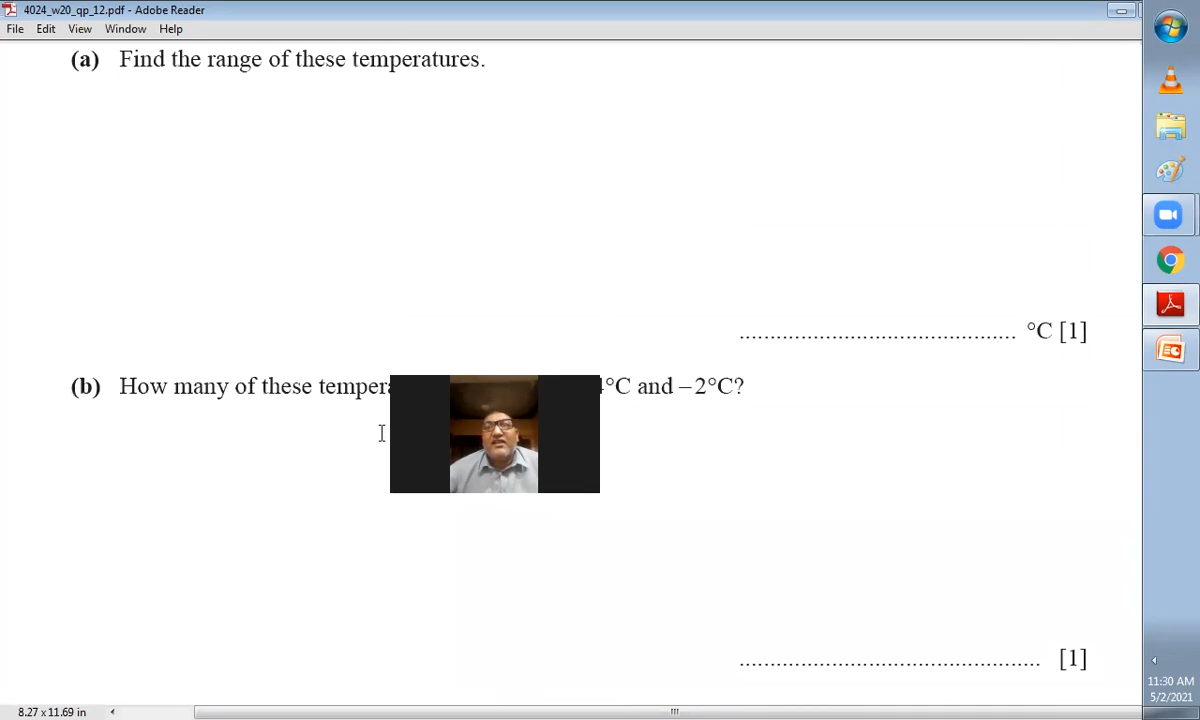 4024_w20_qp_12.pdf - Adobe Reader
File Edit View Window Help
(a) Find the range of these temperatures.
.............................................. °C [1]
(b) How many of these °C and −2°C?
.................................................. [1]
8.27 x 11.69 in
11:30 AM
5/2/2021